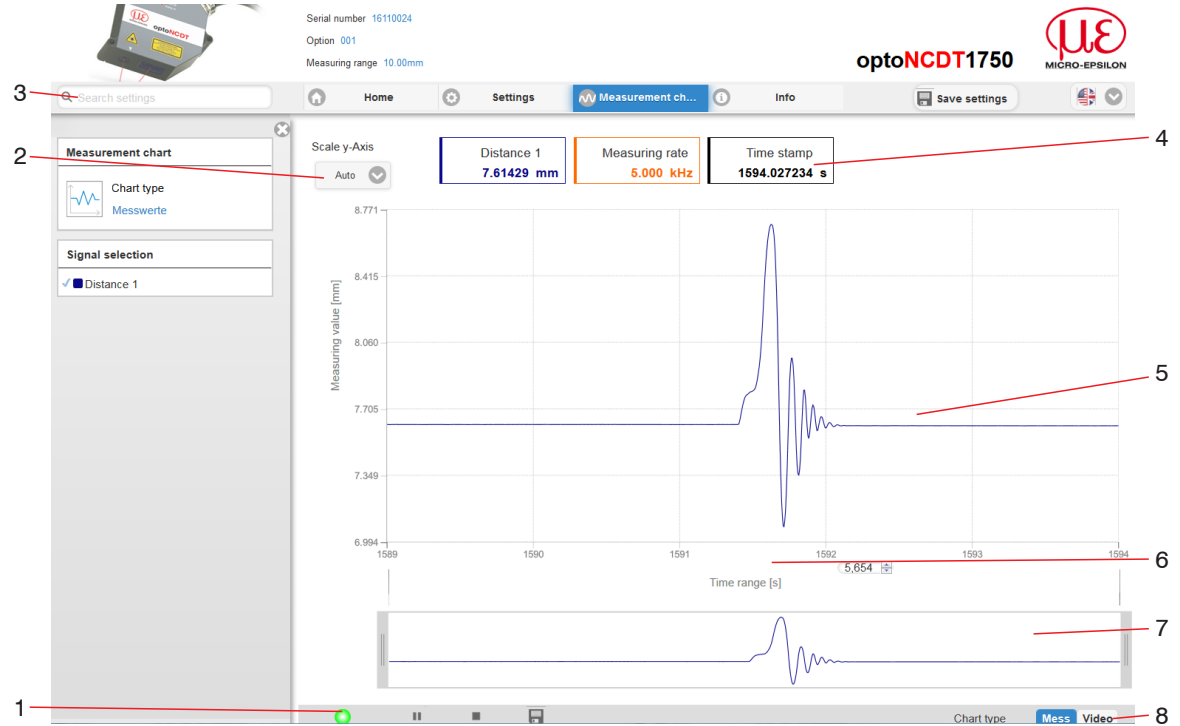 Serial number 16110024
Option 001
Measuring range 10.00mm
optoNCDT
optoNCDT1750
με
MICRO-EPSILON
3
Search settings
Home
Settings
Measurement ch...
Info
Save settings
2
Measurement chart
Chart type
Messwerte
Signal selection
Distance 1
Scale y-Axis
Auto
Distance 1
7.61429 mm
Measuring rate
5.000 kHz
Time stamp
1594.027234 s
4
Measuring value [mm]
8.771
8.415
8.060
7.705
7.349
6.994
5
1589
1590
1591
1592
1593
1594
5,654
6
Time range [s]
7
1
Chart type
Mess
Video
8